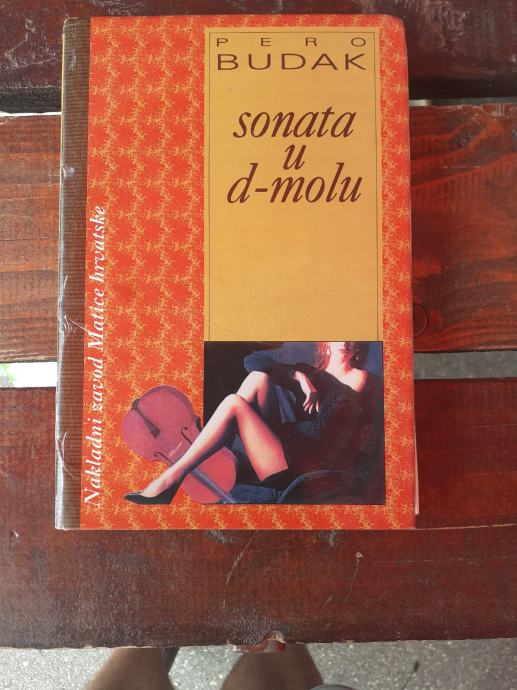 PERO
BUDAK
sonata
u
d-molu
Nakladni zavod Matice hrvatske